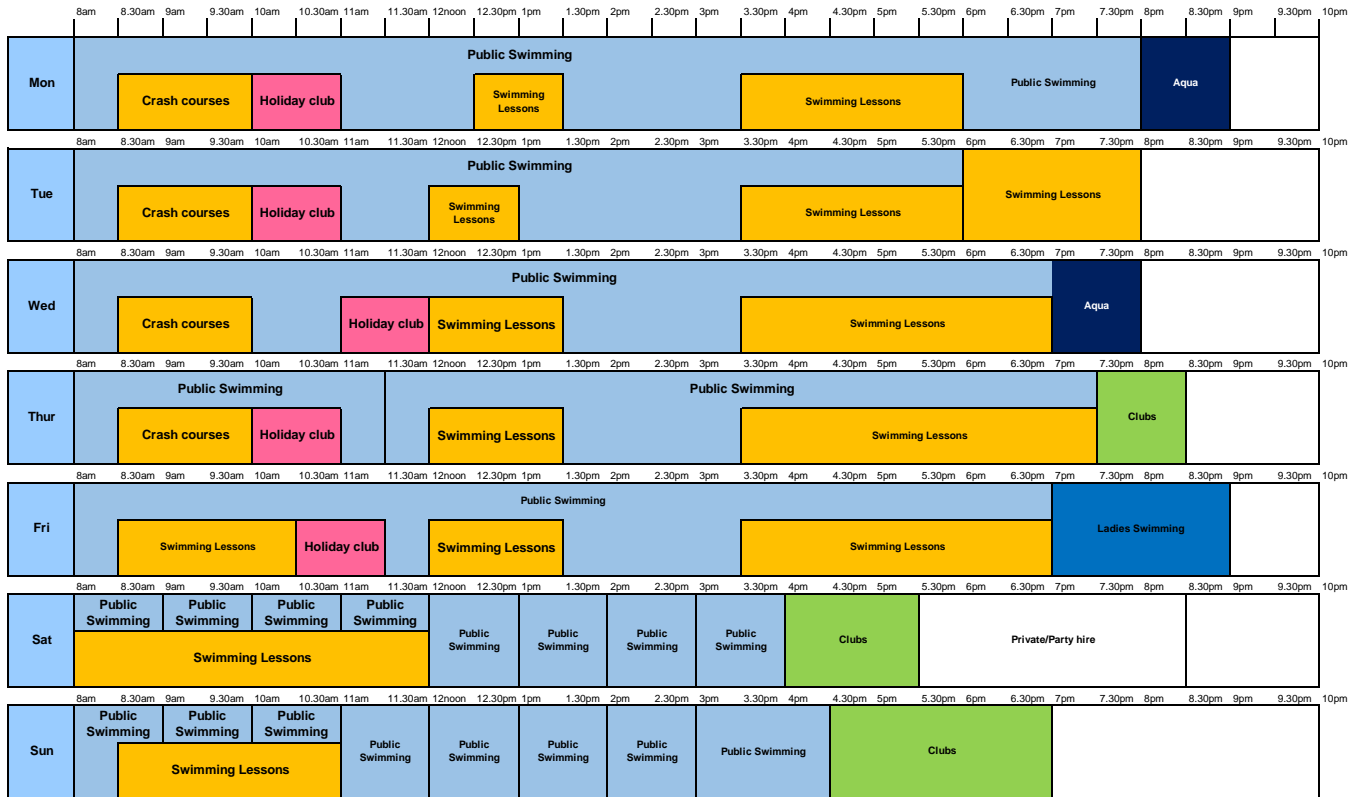 8am 8.30am 9am 9.30am 10am 10.30am 11am 11.30am 12noon 12.30pm 1pm 1.30pm 2pm 2.30pm 3pm 3.30pm 4pm 4.30pm 5pm 5.30pm 6pm 6.30pm 7pm 7.30pm 8pm 8.30pm 9pm 9.30pm 10pm
Public Swimming
Mon Public Swimming Aqua
Crash courses Holiday club Swimming Lessons Swimming Lessons
8am 8.30am 9am 9.30am 10am 10.30am 11am 11.30am 12noon 12.30pm 1pm 1.30pm 2pm 2.30pm 3pm 3.30pm 4pm 4.30pm 5pm 5.30pm 6pm 6.30pm 7pm 7.30pm 8pm 8.30pm 9pm 9.30pm 10pm
Public Swimming
Tue Swimming Lessons
Crash courses Holiday club Swimming Lessons Swimming Lessons
8am 8.30am 9am 9.30am 10am 10.30am 11am 11.30am 12noon 12.30pm 1pm 1.30pm 2pm 2.30pm 3pm 3.30pm 4pm 4.30pm 5pm 5.30pm 6pm 6.30pm 7pm 7.30pm 8pm 8.30pm 9pm 9.30pm 10pm
Public Swimming
Wed Aqua
Crash courses Holiday club Swimming Lessons Swimming Lessons
8am 8.30am 9am 9.30am 10am 10.30am 11am 11.30am 12noon 12.30pm 1pm 1.30pm 2pm 2.30pm 3pm 3.30pm 4pm 4.30pm 5pm 5.30pm 6pm 6.30pm 7pm 7.30pm 8pm 8.30pm 9pm 9.30pm 10pm
Public Swimming Public Swimming
Thur Clubs
Crash courses Holiday club Swimming Lessons Swimming Lessons
8am 8.30am 9am 9.30am 10am 10.30am 11am 11.30am 12noon 12.30pm 1pm 1.30pm 2pm 2.30pm 3pm 3.30pm 4pm 4.30pm 5pm 5.30pm 6pm 6.30pm 7pm 7.30pm 8pm 8.30pm 9pm 9.30pm 10pm
Public Swimming
Fri Ladies Swimming
Swimming Lessons Holiday club Swimming Lessons Swimming Lessons
8am 8.30am 9am 9.30am 10am 10.30am 11am 11.30am 12noon 12.30pm 1pm 1.30pm 2pm 2.30pm 3pm 3.30pm 4pm 4.30pm 5pm 5.30pm 6pm 6.30pm 7pm 7.30pm 8pm 8.30pm 9pm 9.30pm 10pm
Public Swimming Public Swimming Public Swimming Public Swimming
Sat Public Swimming Public Swimming Public Swimming Public Swimming Clubs Private/Party hire
Swimming Lessons
8am 8.30am 9am 9.30am 10am 10.30am 11am 11.30am 12noon 12.30pm 1pm 1.30pm 2pm 2.30pm 3pm 3.30pm 4pm 4.30pm 5pm 5.30pm 6pm 6.30pm 7pm 7.30pm 8pm 8.30pm 9pm 9.30pm 10pm
Public Swimming Public Swimming Public Swimming
Sun Public Swimming Public Swimming Public Swimming Public Swimming Public Swimming Clubs
Swimming Lessons